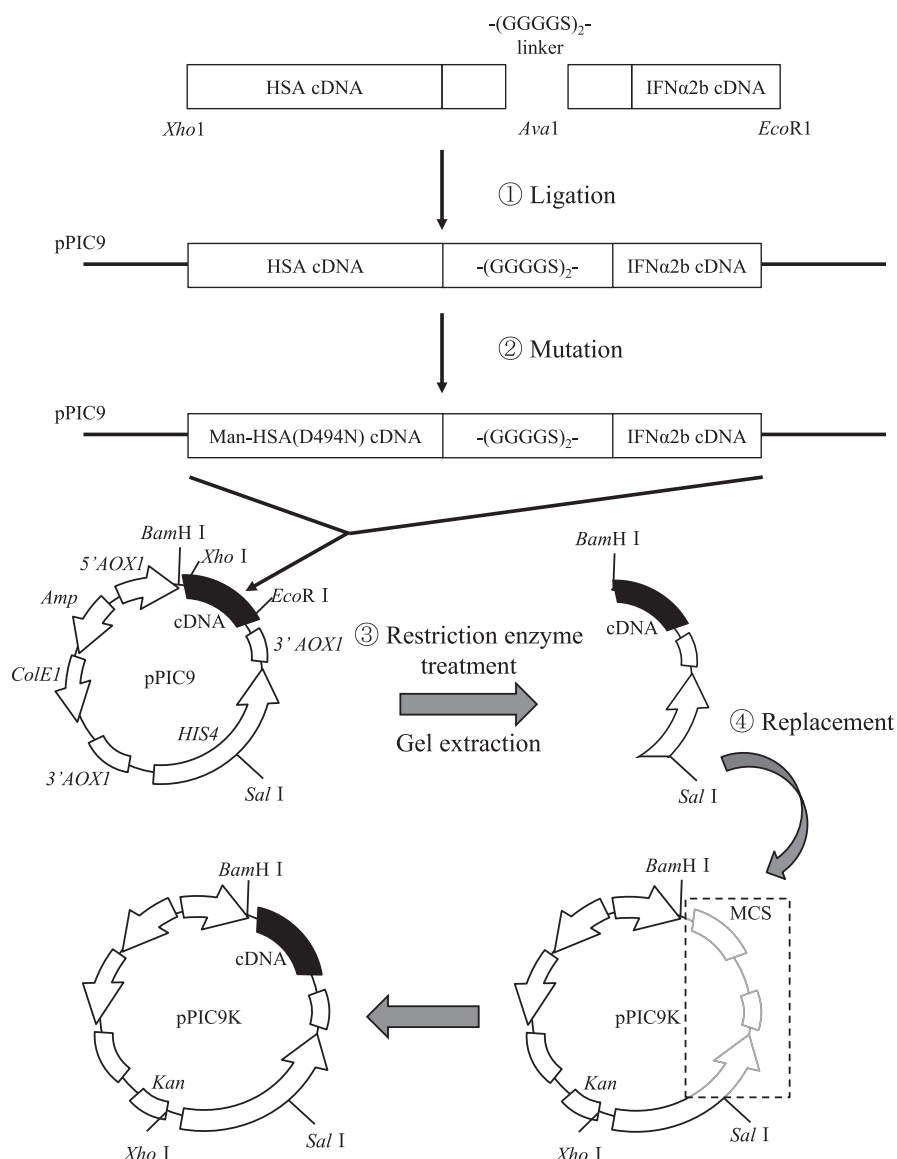 -(GGGGS)2-
linker
HSA cDNA
IFNα2b cDNA
Xho1
Ava1
EcoR1
① Ligation
pPIC9
HSA cDNA
-(GGGGS)2-
IFNα2b cDNA
② Mutation
pPIC9
Man-HSA(D494N) cDNA
-(GGGGS)2-
IFNα2b cDNA
BamH I
Xho I
5’AOX1
EcoR I
Amp
cDNA
3’ AOX1
ColE1
pPIC9
HIS4
3’AOX1
Sal I
③ Restriction enzyme
treatment
Gel extraction
BamH I
cDNA
Sal I
④ Replacement
BamH I
cDNA
pPIC9K
Kan
Xho I
Sal I
BamH I
MCS
pPIC9K
Kan
Xho I
Sal I